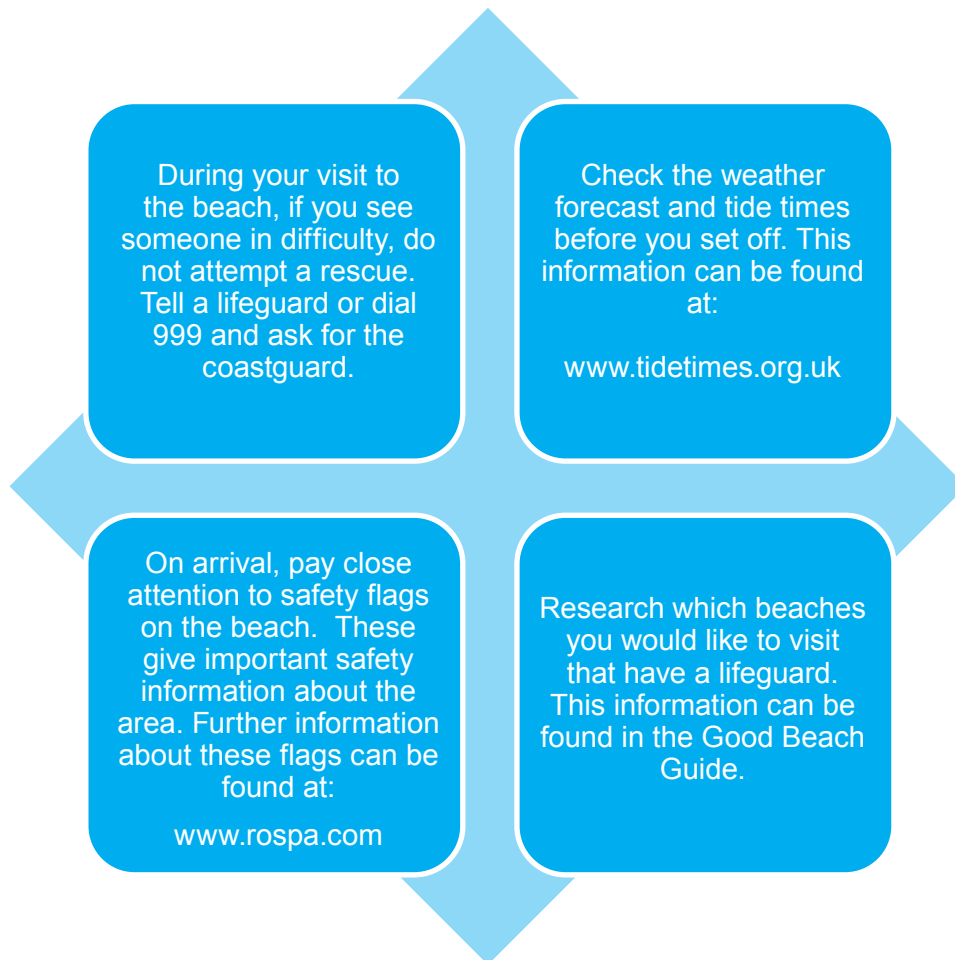 During your visit to
the beach, if you see
someone in difficulty, do
not attempt a rescue.
Tell a lifeguard or dial
999 and ask for the
coastguard.
Check the weather
forecast and tide times
before you set off. This
information can be found
at:
www.tidetimes.org.uk
On arrival, pay close
attention to safety flags
on the beach.  These
give important safety
information about the
area. Further information
about these flags can be
found at:
www.rospa.com
Research which beaches
you would like to visit
that have a lifeguard.
This information can be
found in the Good Beach
Guide.